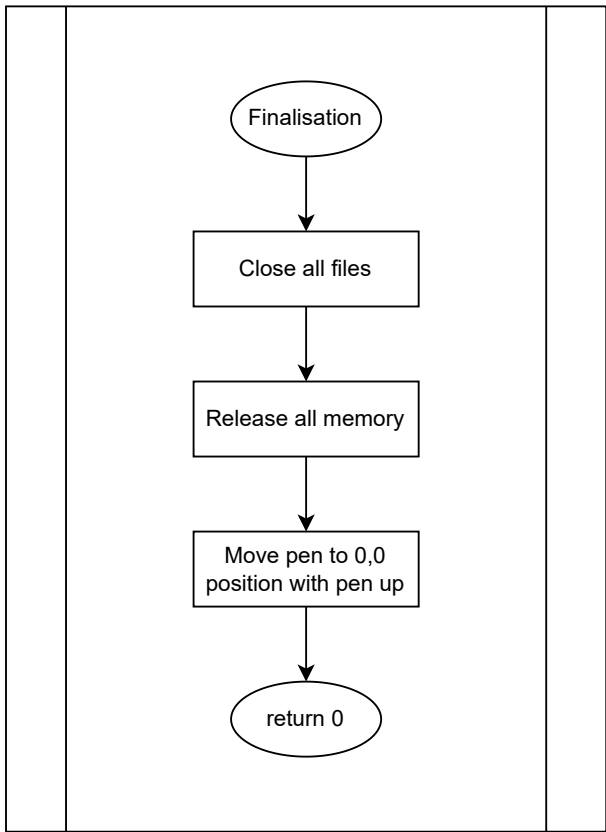 Finalisation
Close all files
Release all memory
Move pen to 0,0
position with pen up
return 0